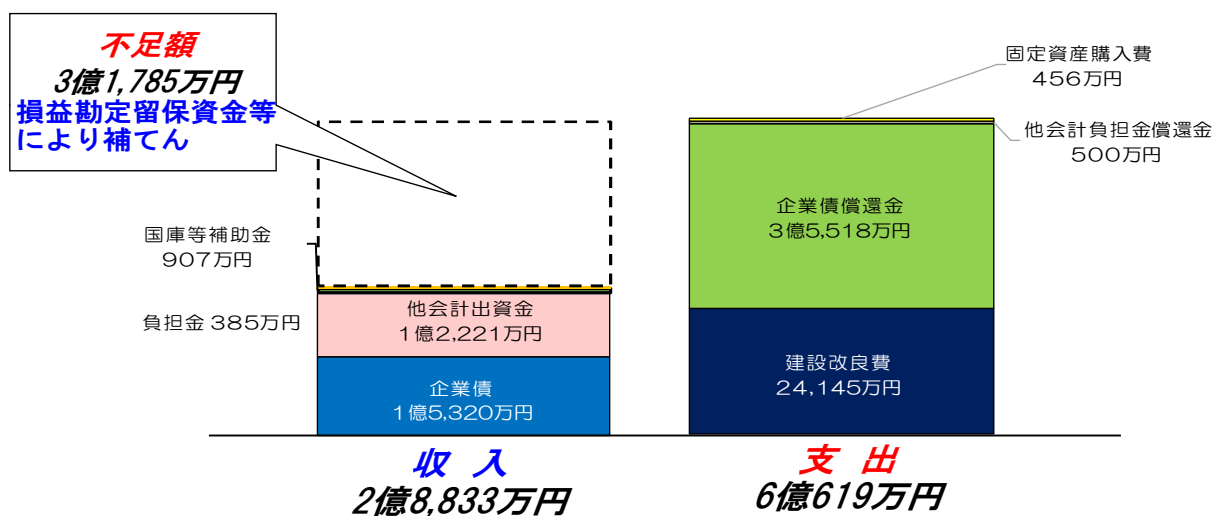 不足額
3億1,785万円
損益勘定留保資金等
により補てん
国庫等補助金
907万円
負担金 385万円
他会計出資金
1億2,221万円
企業債
1億5,320万円
収 入
2億8,833万円
固定資産購入費
456万円
他会計負担金償還金
500万円
企業債償還金
3億5,518万円
建設改良費
24,145万円
支 出
6億619万円